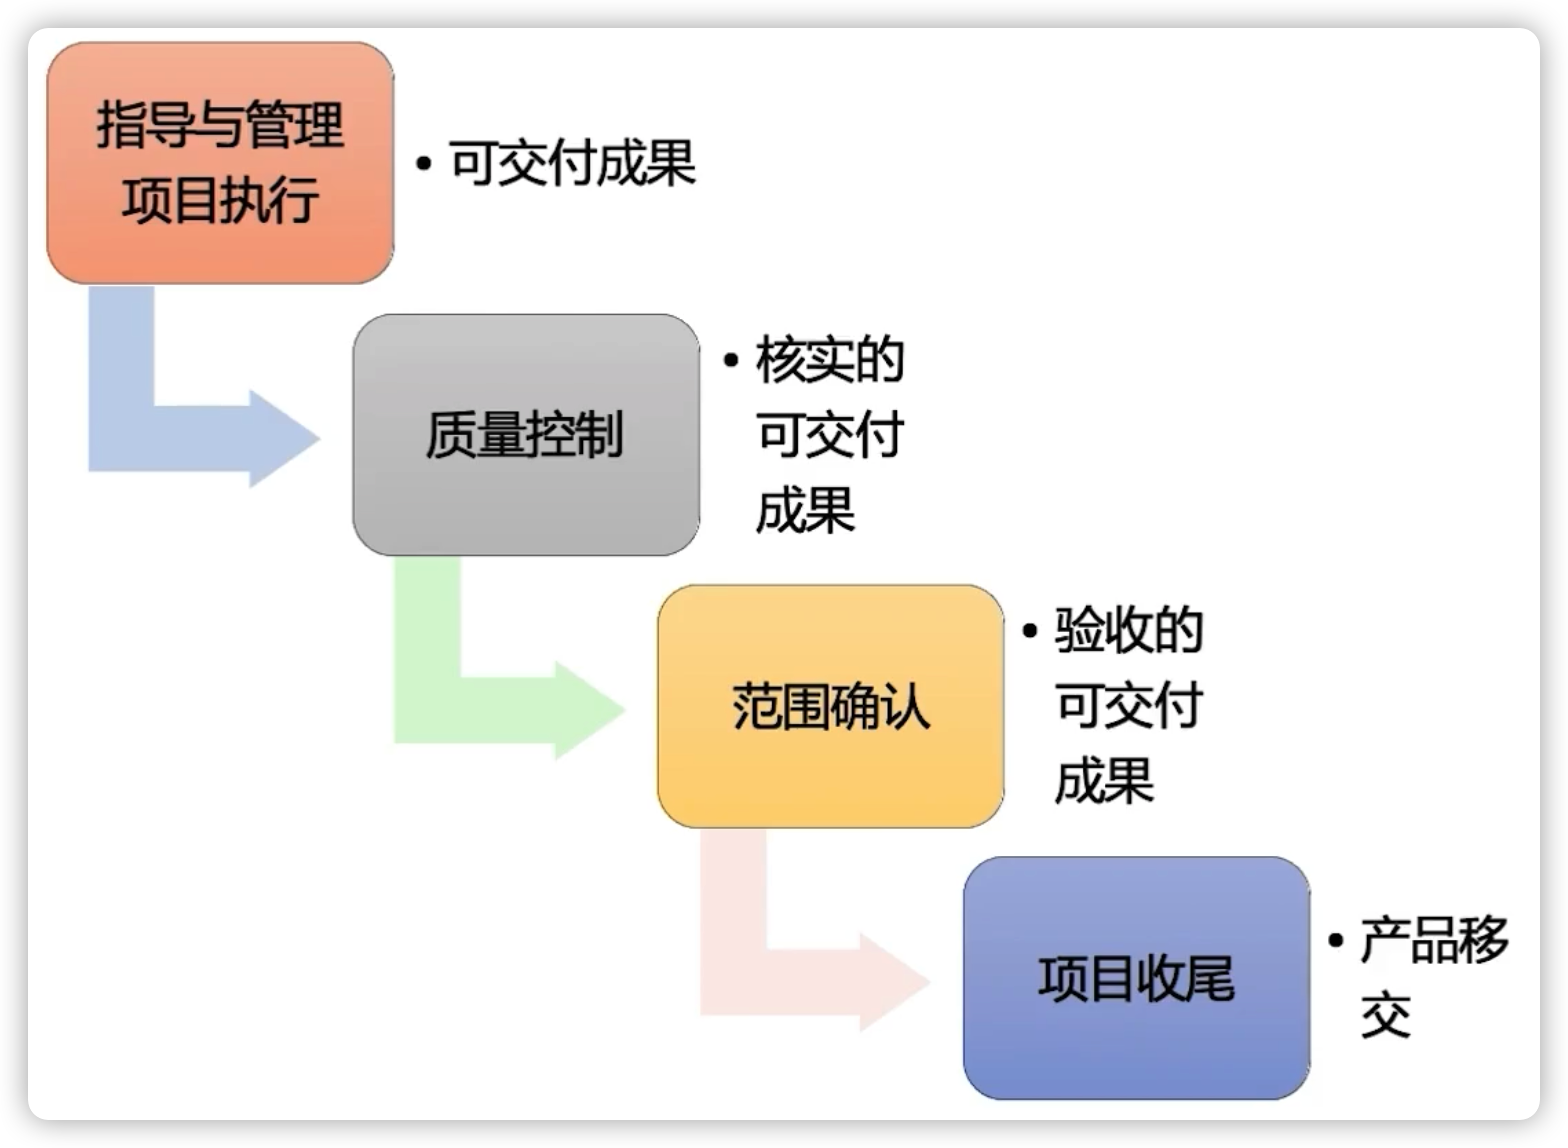 指导与管理
项目执行
• 可交付成果
质量控制
• 核实的
可交付
成果
范围确认
• 验收的
可交付
成果
项目收尾
• 产品移
交